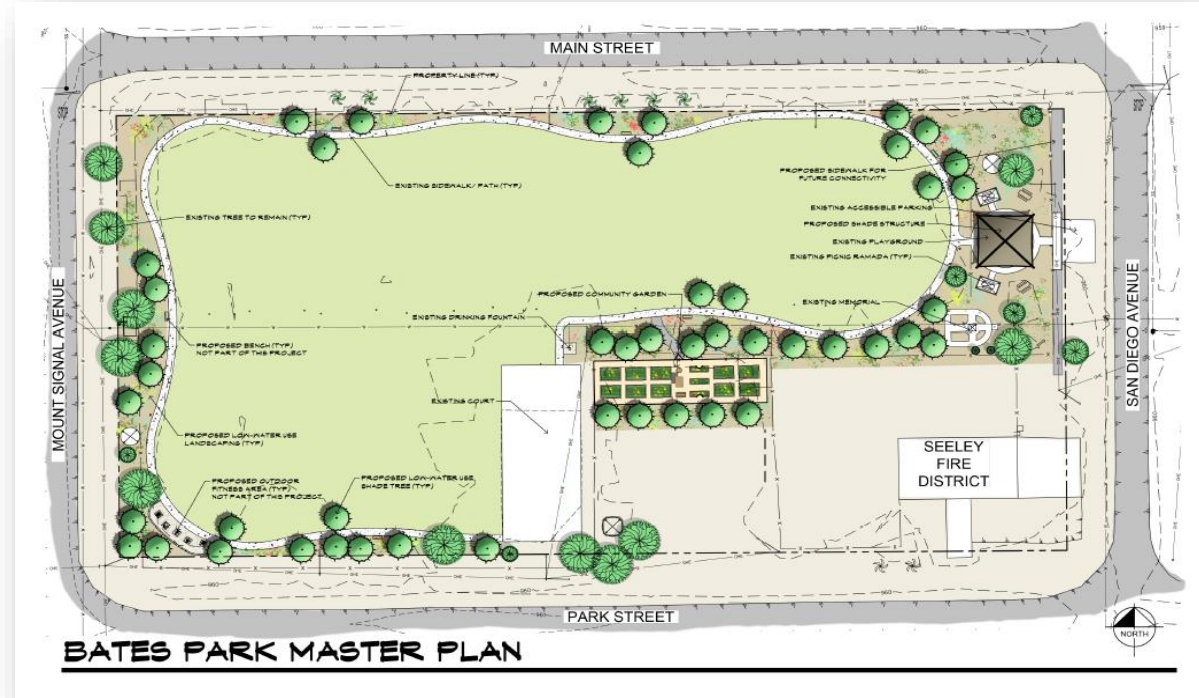 MAIN STREET
PROPERTY LINE (TYP)
STOP
STOP
EXISTING SIDEWALK/ PATH (TYP)
PROPOSED SIDEWALK FOR
FUTURE CONNECTIVITY
EXISTING TREE TO REMAIN (TYP)
EXISTING ACCESSIBLE PARKING
PROPOSED SHADE STRUCTURE
EXISTING PLAYGROUND
EXISTING PICNIC RAMADA (TYP)
MOUNT SIGNAL AVENUE
SAN DIEGO AVENUE
PROPOSED COMMUNITY GARDEN
EXISTING MEMORIAL
EXISTING DRINKING FOUNTAIN
PROPOSED BENCH (TYP)
NOT PART OF THIS PROJECT
EXISTING COURT
PROPOSED LOW-WATER USE
LANDSCAPING (TYP)
SEELEY
FIRE
DISTRICT
PROPOSED OUTDOOR
FITNESS AREA (TYP)
NOT PART OF THIS PROJECT
PROPOSED LOW-WATER USE
SHADE TREE (TYP)
PARK STREET
NORTH
BATES PARK MASTER PLAN